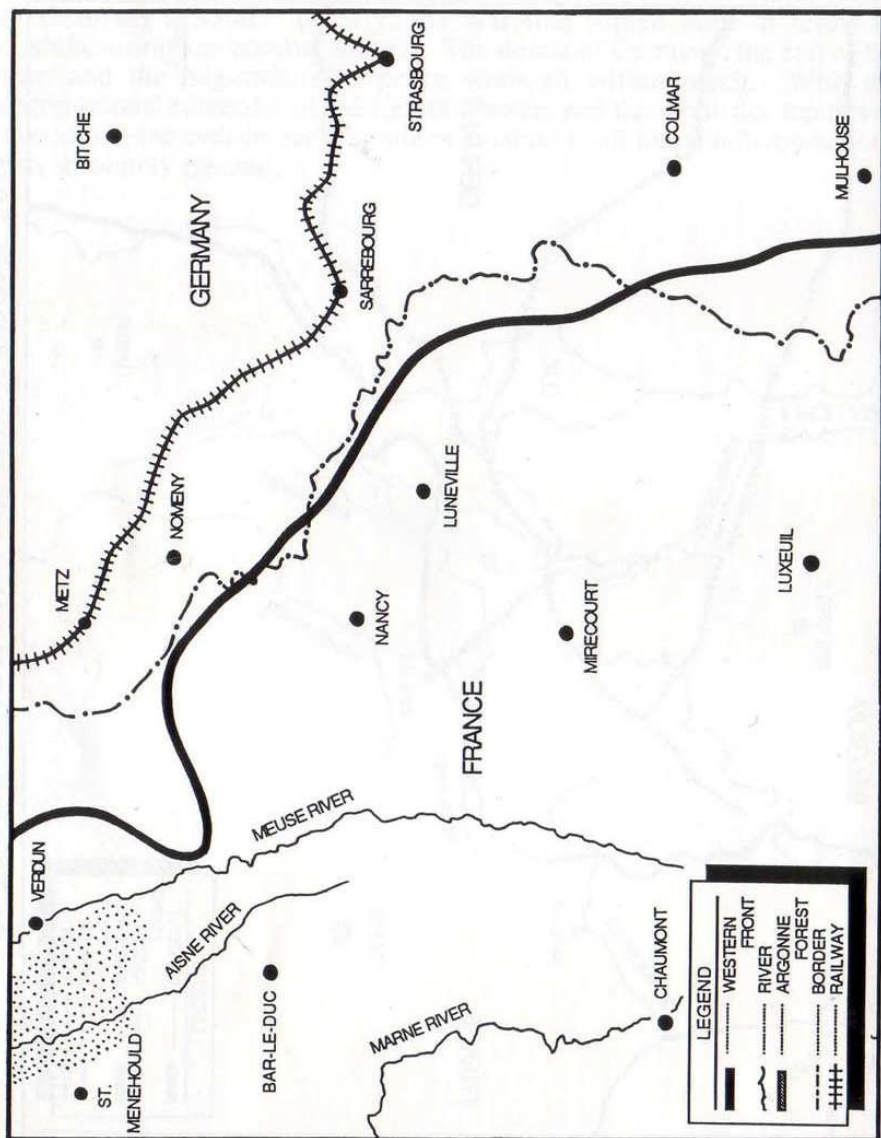 ST.
MENEHOULD
VERDUN
METZ
BITCHE
NOMENY
GERMANY
AISNE RIVER
MEUSE RIVER
BAR-LE-DUC
SARREBOURG
NANCY
MARNE RIVER
STRASBOURG
LUNEVILLE
FRANCE
MIRECOURT
CHAUMONT
COLMAR
LUXEUIL
MULHOUSE
LEGEND
WESTERN
FRONT
RIVER
ARGONNE
FOREST
BORDER
RAILWAY